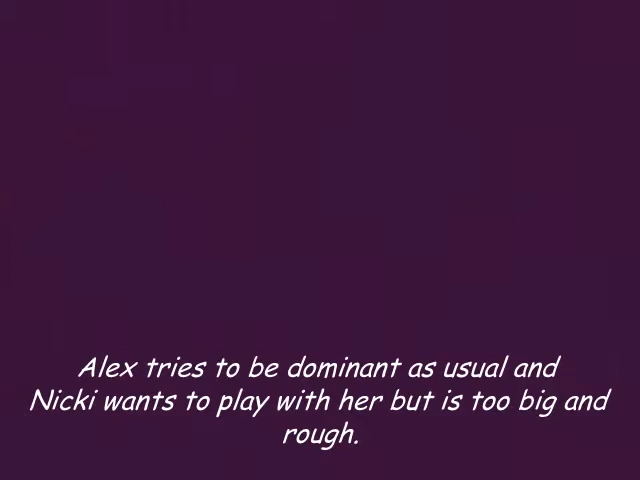 Alex tries to be dominant as usual and
Nicki wants to play with her but is too big and
rough.